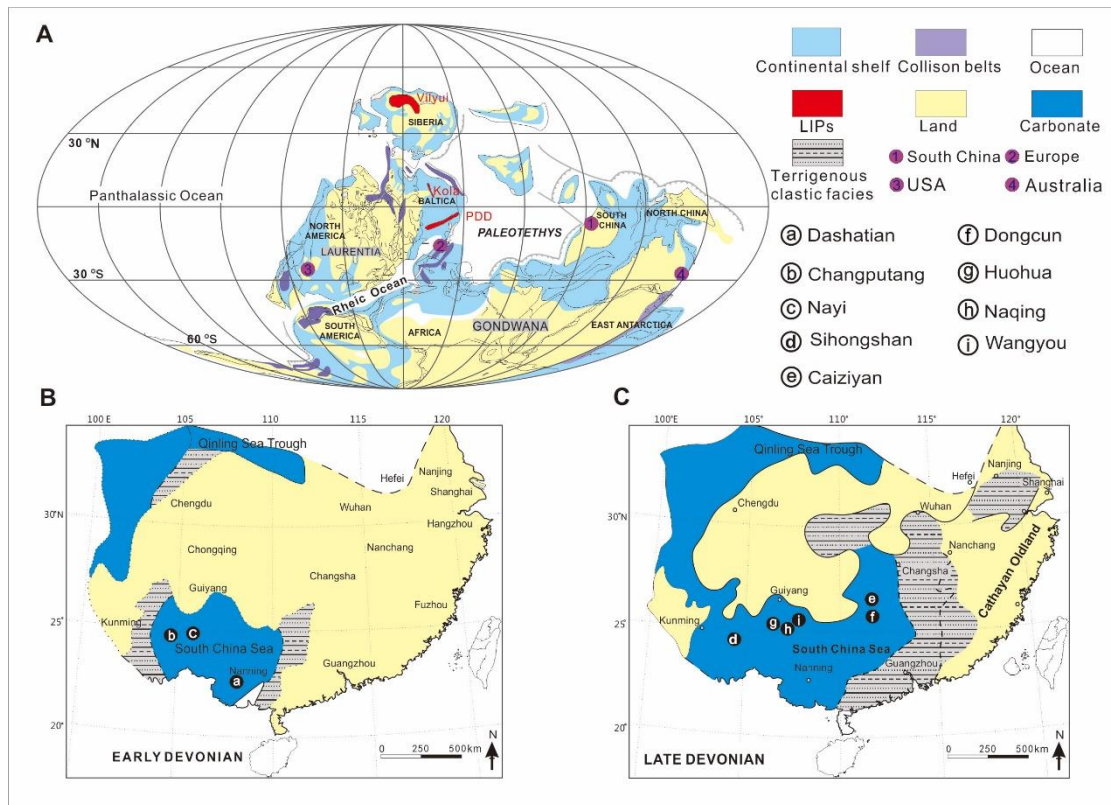 A
Vilyui
SIBERIA
30 °N
Panthalassic Ocean
Kola
BALTICA
PDD
NORTH
AMERICA
LAURENTIA
PALEOTETHYS
1
SOUTH
CHINA
NORTH CHINA
2
3
4
30 °S
Rheic Ocean
SOUTH
AMERICA
AFRICA
GONDWANA
EAST ANTARCTICA
60 °S
Continental shelf
Collison belts
Ocean
LIPs
Land
Carbonate
Terrigenous
clastic facies
1 South China
2 Europe
3 USA
4 Australia
a Dashatian
f Dongcun
b Changputang
g Huohua
c Nayi
h Naqing
d Sihongshan
i Wangyou
e Caiziyan
B
100 E
105
110
115
120
Qinling Sea Trough
Hefei
Nanjing
Shanghai
Chengdu
Wuhan
30°N
Hangzhou
Chongqing
Nanchang
Changsha
Guiyang
Fuzhou
Kunming
25°
b
c
South China Sea
Nanning
a
Guangzhou
20°
EARLY DEVONIAN
0 250 500km
N
C
100°E
105°
110°
115°
120°
Qinling Sea Trough
Hefei
Nanjing
Shanghai
Chengdu
Wuhan
30°N
Nanchang
Changsha
Cathayan Oldland
Guiyang
e
f
Kunming
25°
d
g
h
i
South China Sea
Nanning
Guangzhou
20°
LATE DEVONIAN
0 250 500km
N